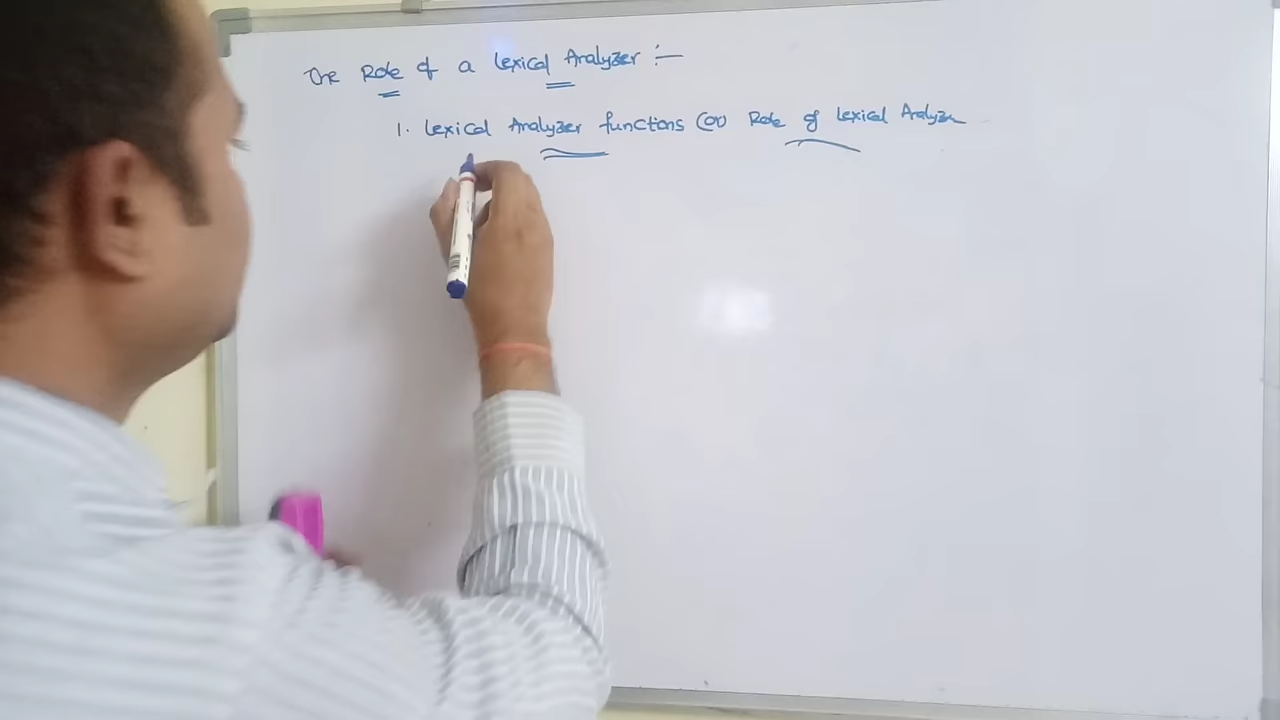 The Role of a Lexical Analyzer :-
1. Lexical Analyzer functions (or) Role of Lexical Analyzer